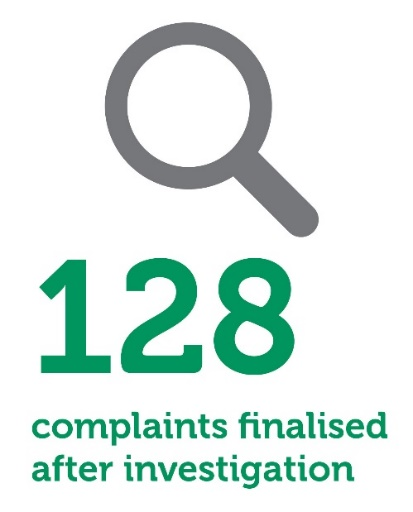 128
complaints finalised
after investigation